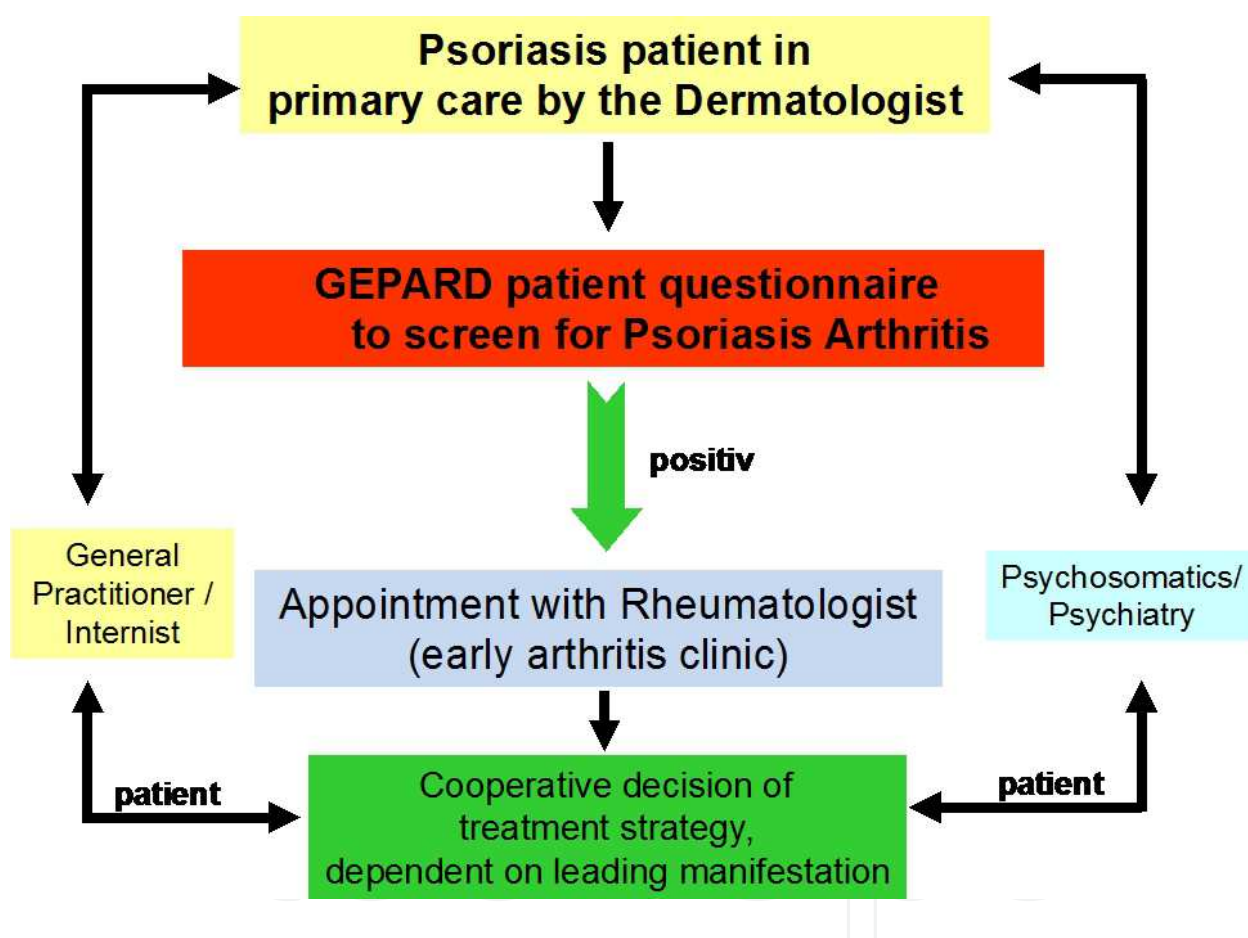 Psoriasis patient in
primary care by the Dermatologist
GEPARD patient questionnaire
to screen for Psoriasis Arthritis
positiv
General
Practitioner /
Internist
Appointment with Rheumatologist
(early arthritis clinic)
Psychosomatics/
Psychiatry
patient
Cooperative decision of
treatment strategy,
dependent on leading manifestation
patient